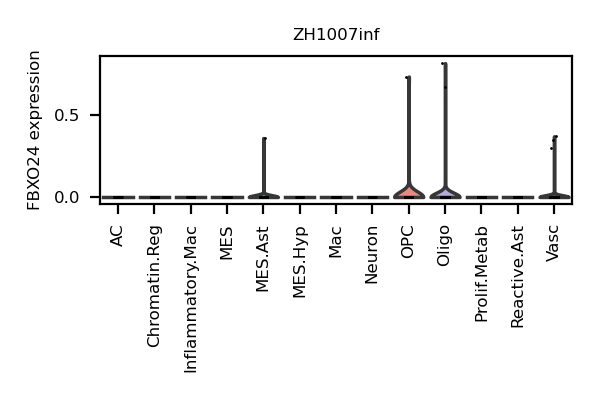 ZH1007inf
FBXO24 expression
0.5
0.0
AC
Chromatin.Reg
Inflammatory.Mac
MES
MES.Ast
MES.Hyp
Mac
Neuron
OPC
Oligo
Prolif.Metab
Reactive.Ast
Vasc